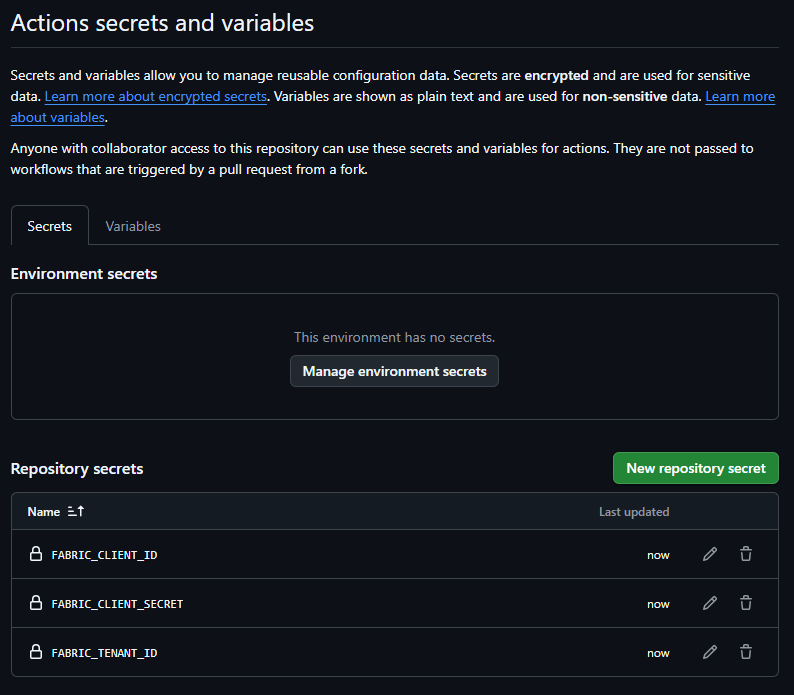 Actions secrets and variables
Secrets and variables allow you to manage reusable configuration data. Secrets are encrypted and are used for sensitive
data. Learn more about encrypted secrets. Variables are shown as plain text and are used for non-sensitive data. Learn more
about variables.
Anyone with collaborator access to this repository can use these secrets and variables for actions. They are not passed to
workflows that are triggered by a pull request from a fork.
Secrets Variables
Environment secrets
This environment has no secrets.
Manage environment secrets
Repository secrets New repository secret
Name Last updated
FABRIC_CLIENT_ID now
FABRIC_CLIENT_SECRET now
FABRIC_TENANT_ID now